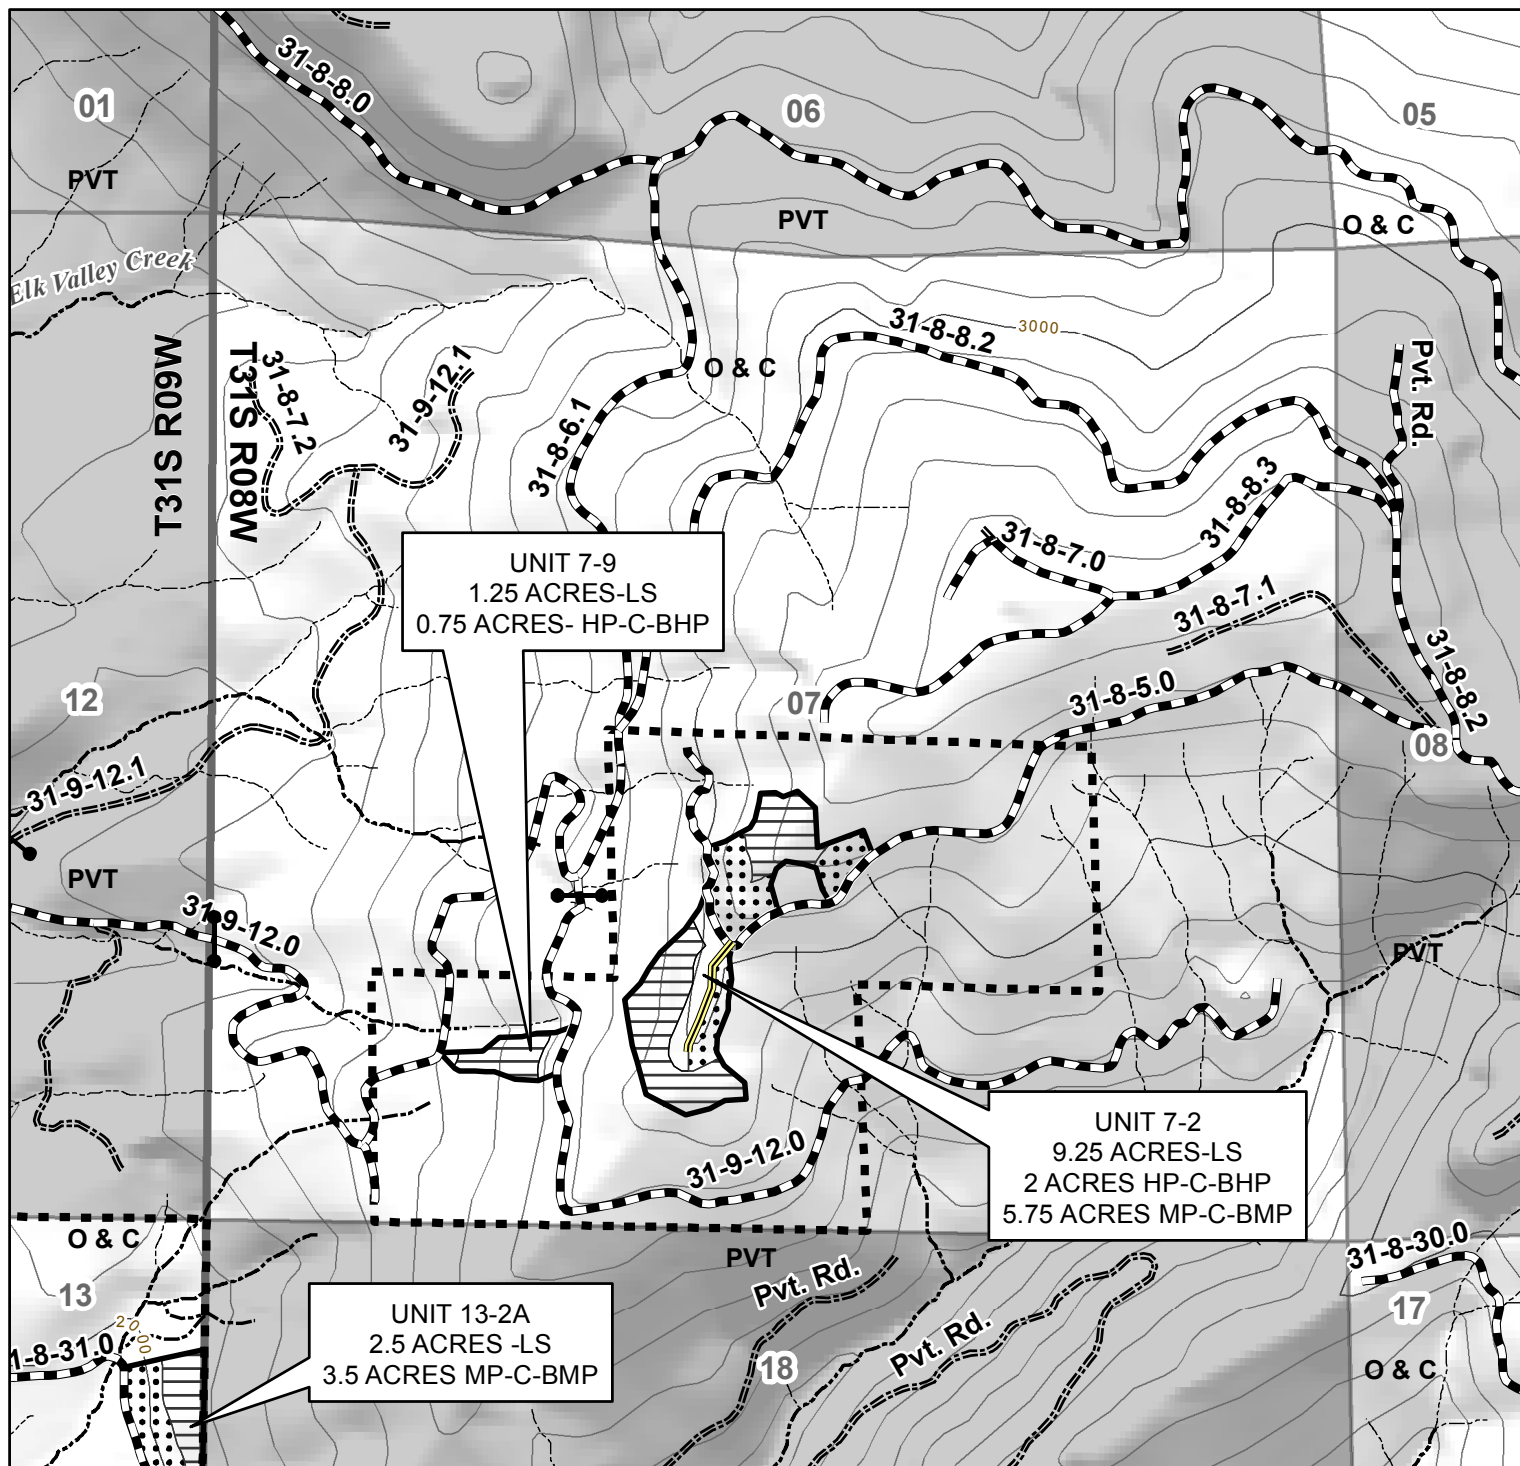 31-8-8.0
01
06
05
PVT
PVT
O & C
Elk Valley Creek
31-8-8.2
3000
T31S R09W
T31S R08W
31-8-7.2
31-9-12.1
O & C
Pvt. Rd.
31-8-6.1
31-8-8.3
31-8-7.0
UNIT 7-9
1.25 ACRES-LS
0.75 ACRES- HP-C-BHP
31-8-7.1
31-8-8.2
12
07
31-8-5.0
08
31-9-12.1
PVT
31-9-12.0
PVT
UNIT 7-2
9.25 ACRES-LS
2 ACRES HP-C-BHP
5.75 ACRES MP-C-BMP
31-9-12.0
O & C
PVT
31-8-30.0
13
Pvt. Rd.
17
2000
UNIT 13-2A
2.5 ACRES -LS
3.5 ACRES MP-C-BMP
1-8-31.0
Pvt. Rd.
18
O & C